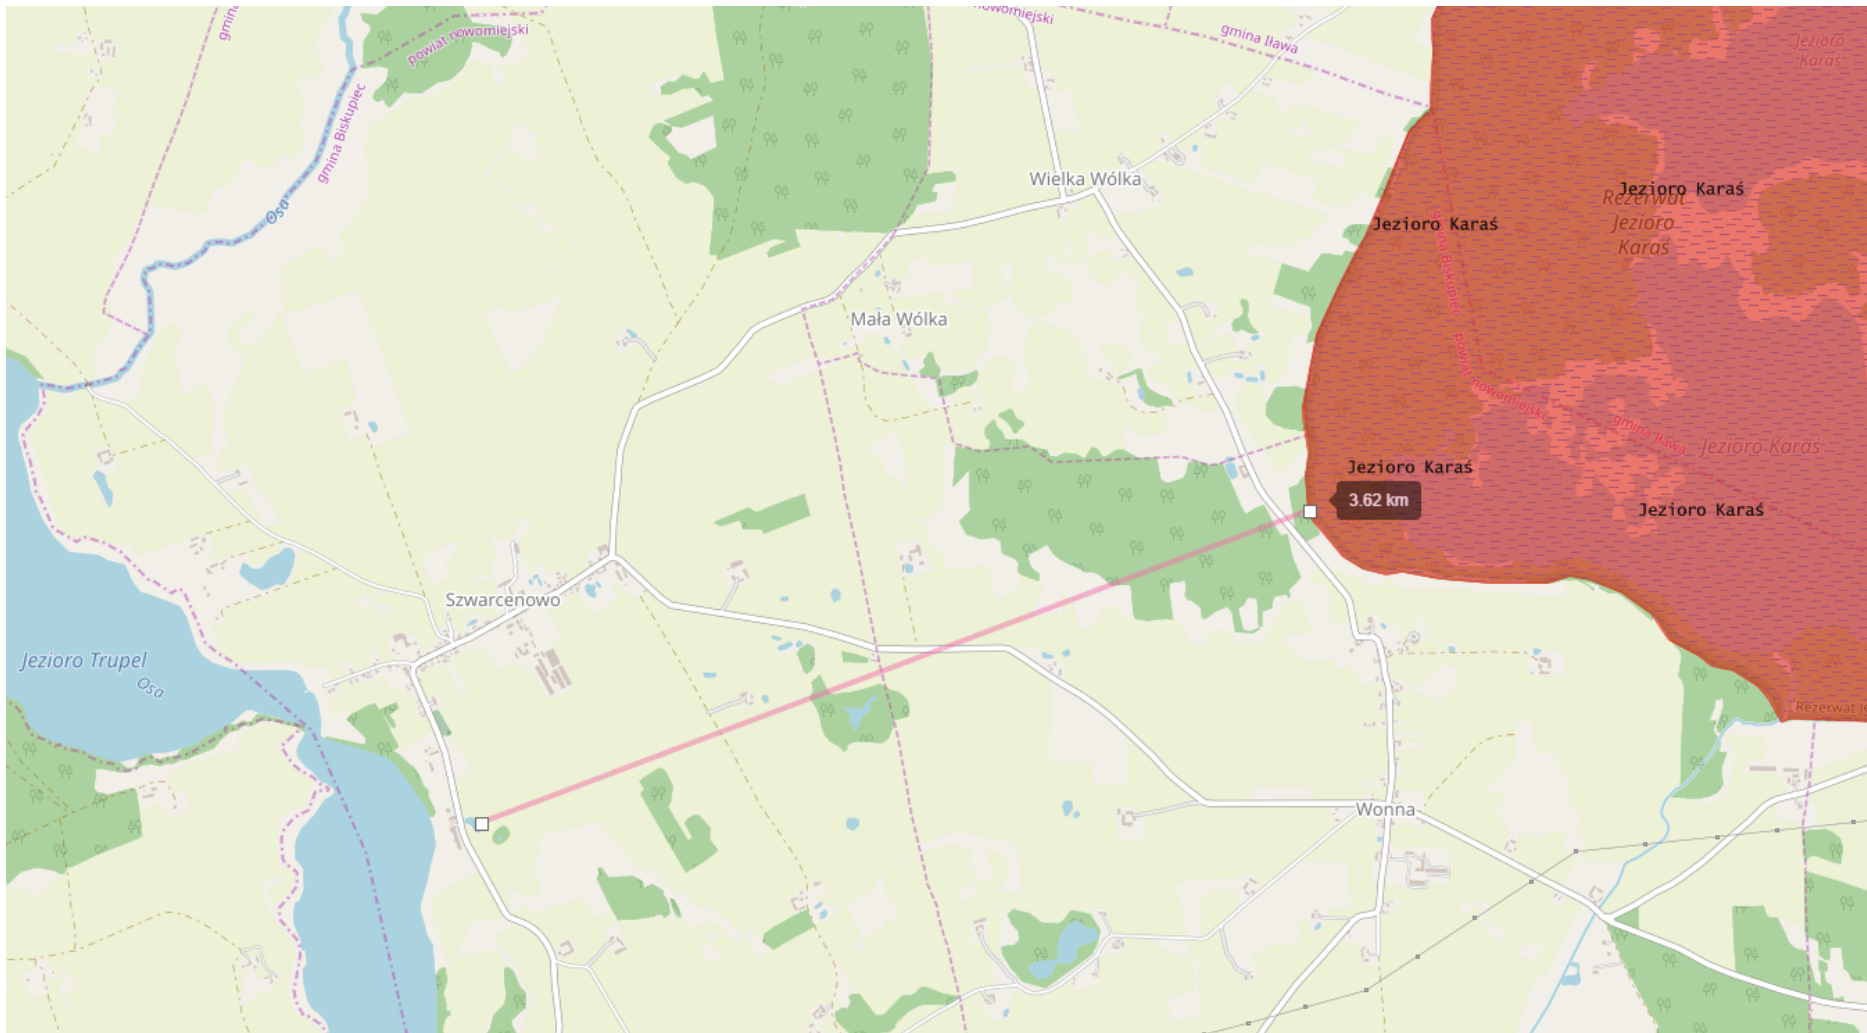 gmina
powiat nowomiejski
nowomiejski
gmina Iława
Jezioro
Karaś
gmina Biskupiec
Osa
Wielka Wólka
Jezioro Karaś
Rezerwat
Jezioro
Karaś
Jezioro Karaś
gmina Biskupiec
Mała Wólka
powiat nowomiejski
gmina Iława
Jezioro Karaś
Jezioro Karaś
3.62 km
Jezioro Karaś
Szwarcenowo
Jezioro Trupel
Osa
Rezerwat Je
Wonna